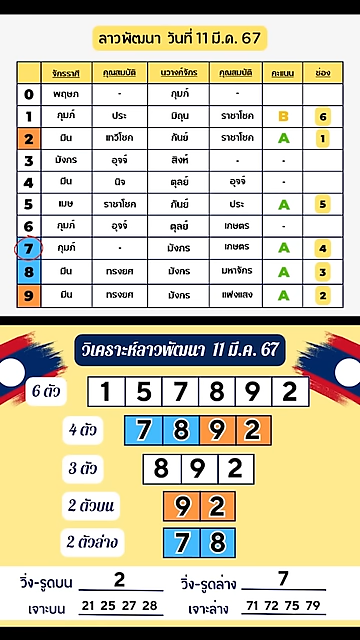 ลาวพัฒนา วันที่ 11 มี.ค. 67
จักรราศี คุณสมบัติ นวางค์จักร คุณสมบัติ คะแนน ช่อง
0 พฤษภ - กุมภ์ -
1 กุมภ์ ประ มิถุน ราชาโชค B 6
2 มีน เทวีโชค กันย์ ราชาโชค A 1
3 มังกร อุจจ์ สิงห์ - -
4 มีน นิจ ตุลย์ อุจจ์ -
5 เมษ ราชาโชค กันย์ ประ A 5
6 กุมภ์ อุจจ์ ตุลย์ เกษตร -
7 กุมภ์ - มังกร เกษตร A 4
8 มีน ทรงยศ มังกร มหาจักร A 3
9 มีน ทรงยศ มังกร แฝงแสง A 2
วิเคราะห์ลาวพัฒนา 11 มี.ค. 67
6 ตัว 1 5 7 8 9 2
4 ตัว 7 8 9 2
3 ตัว 8 9 2
2 ตัวบน 9 2
2 ตัวล่าง 7 8
วิ่ง-รูดบน 2 วิ่ง-รูดล่าง 7
เจาะบน 21 25 27 28 เจาะล่าง 71 72 75 79